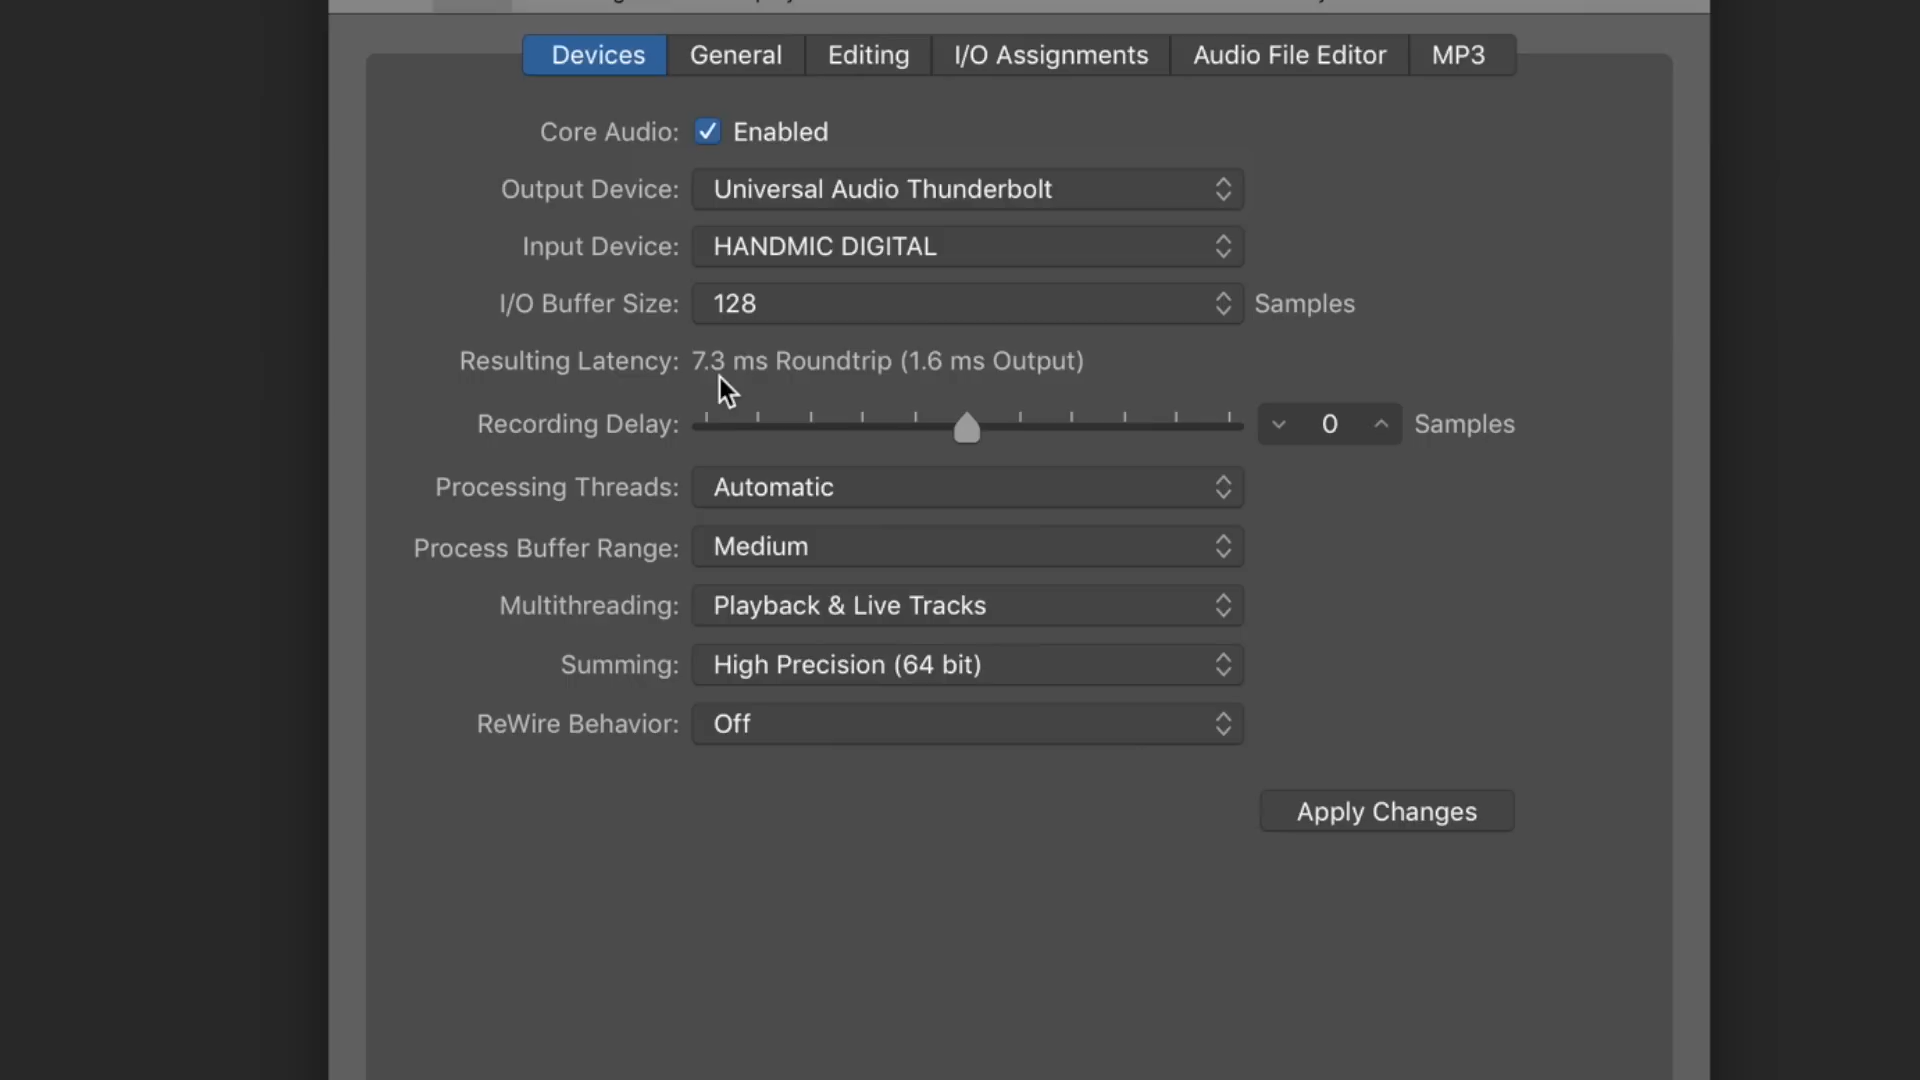 Devices General Editing I/O Assignments Audio File Editor MP3
Core Audio: Enabled
Output Device: Universal Audio Thunderbolt
Input Device: HANDMIC DIGITAL
I/O Buffer Size: 128 Samples
Resulting Latency: 7.3 ms Roundtrip (1.6 ms Output)
Recording Delay: 0 Samples
Processing Threads: Automatic
Process Buffer Range: Medium
Multithreading: Playback & Live Tracks
Summing: High Precision (64 bit)
ReWire Behavior: Off
Apply Changes